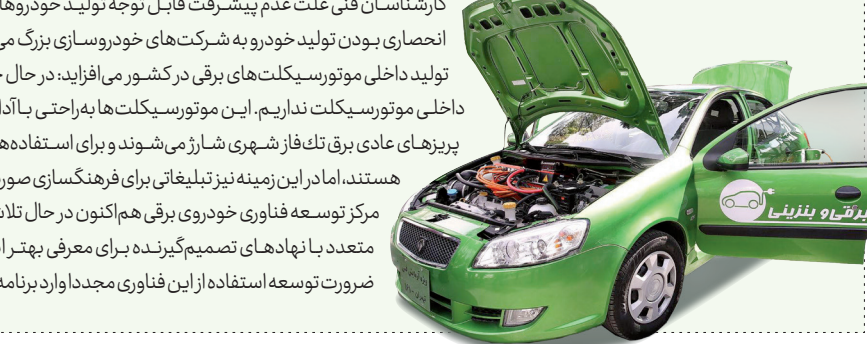 کارشناسان فنی علت عدم پیشرفت قابل توجه تولید خودروها
انحصاری بودن تولید خودرو به شرکت‌های خودروسازی بزرگ می
تولید داخلی موتورسیکلت‌های برقی در کشور می‌افزاید: در حال
داخلی موتورسیکلت نداریم. این موتورسیکلت‌ها به‌راحتی با آدا
پریزهای عادی برق تك‌فاز شهری شارژ می‌شوند و برای استفاده‌ه
هستند، اما در این زمینه نیز تبلیغاتی برای فرهنگسازی صور
مرکز توسعه فناوری خودروی برقی هم‌اکنون در حال تلا
متعدد با نهادهای تصمیم‌گیرنده برای معرفی بهتر ا
ضرورت توسعه استفاده از این فناوری مجددا وارد برنامه
برقی و بنزینی